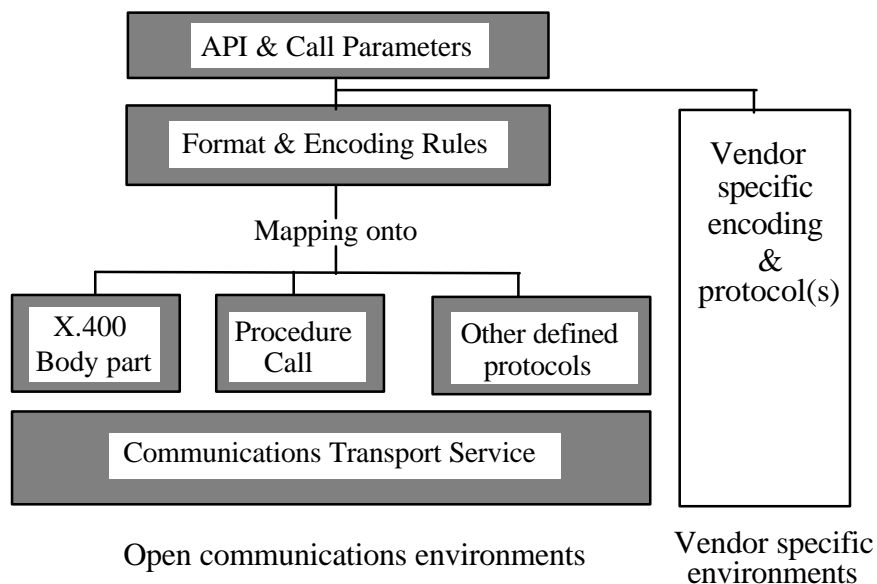 API & Call Parameters
Format & Encoding Rules
Vendor
specific
encoding
&
protocol(s)
Mapping onto
X.400
Body part
Procedure
Call
Other defined
protocols
Communications Transport Service
Open communications environments
Vendor specific
environments